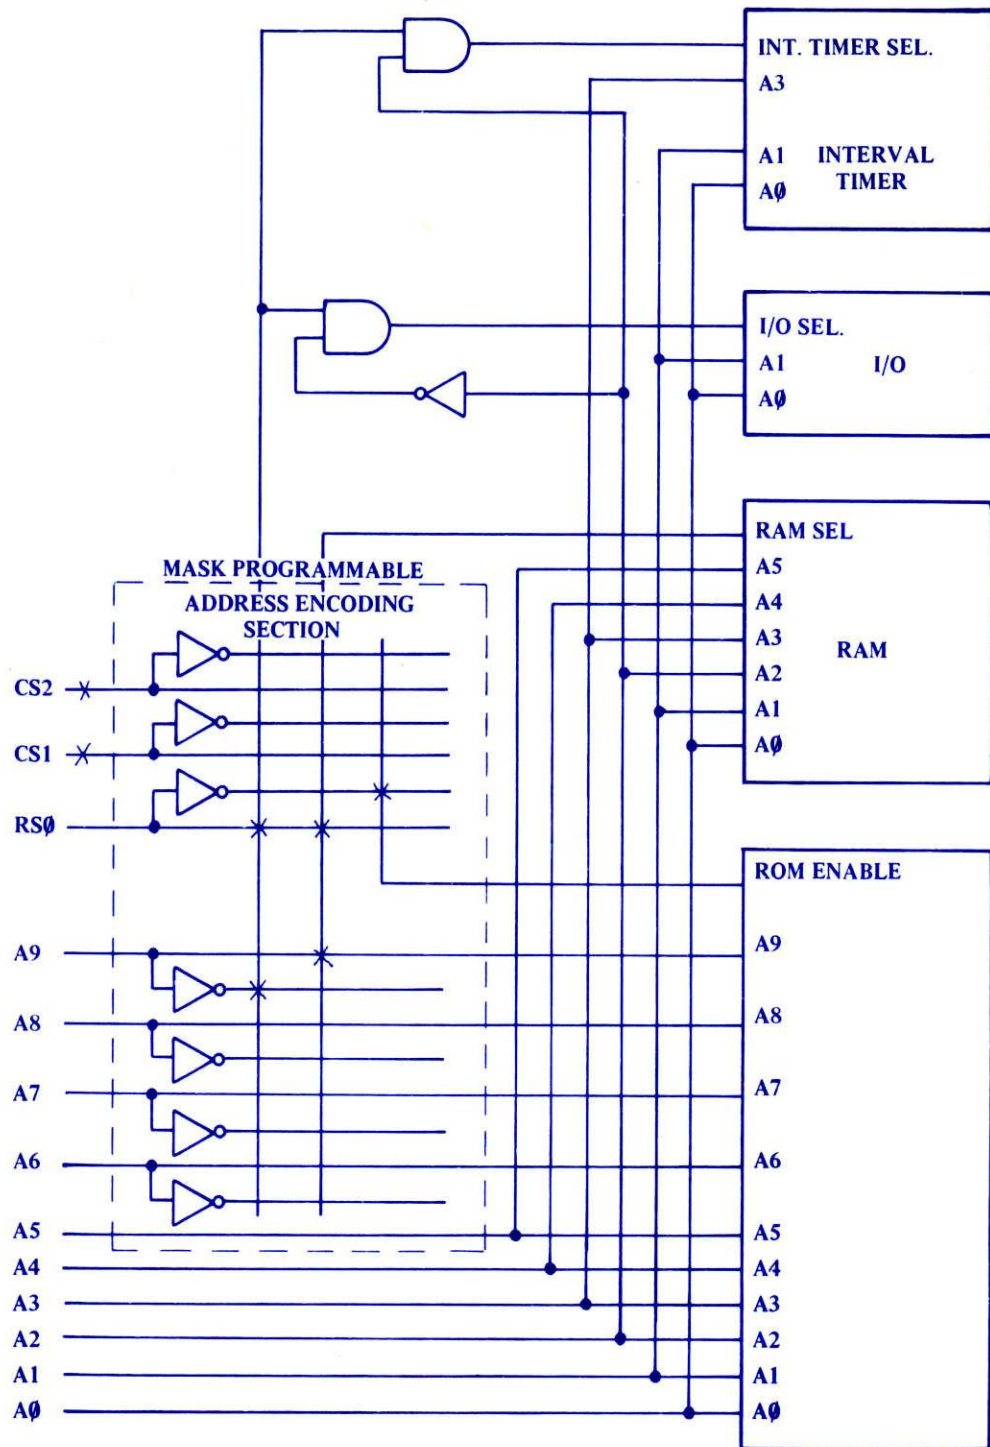 INT. TIMER SEL.
A3
A1
INTERVAL
TIMER
A0
I/O SEL.
A1
I/O
A0
RAM SEL
A5
A4
A3
RAM
A2
A1
A0
MASK PROGRAMMABLE
ADDRESS ENCODING
SECTION
CS2
CS1
RS0
ROM ENABLE
A9
A9
A8
A8
A7
A7
A6
A6
A5
A5
A4
A4
A3
A3
A2
A2
A1
A1
A0
A0